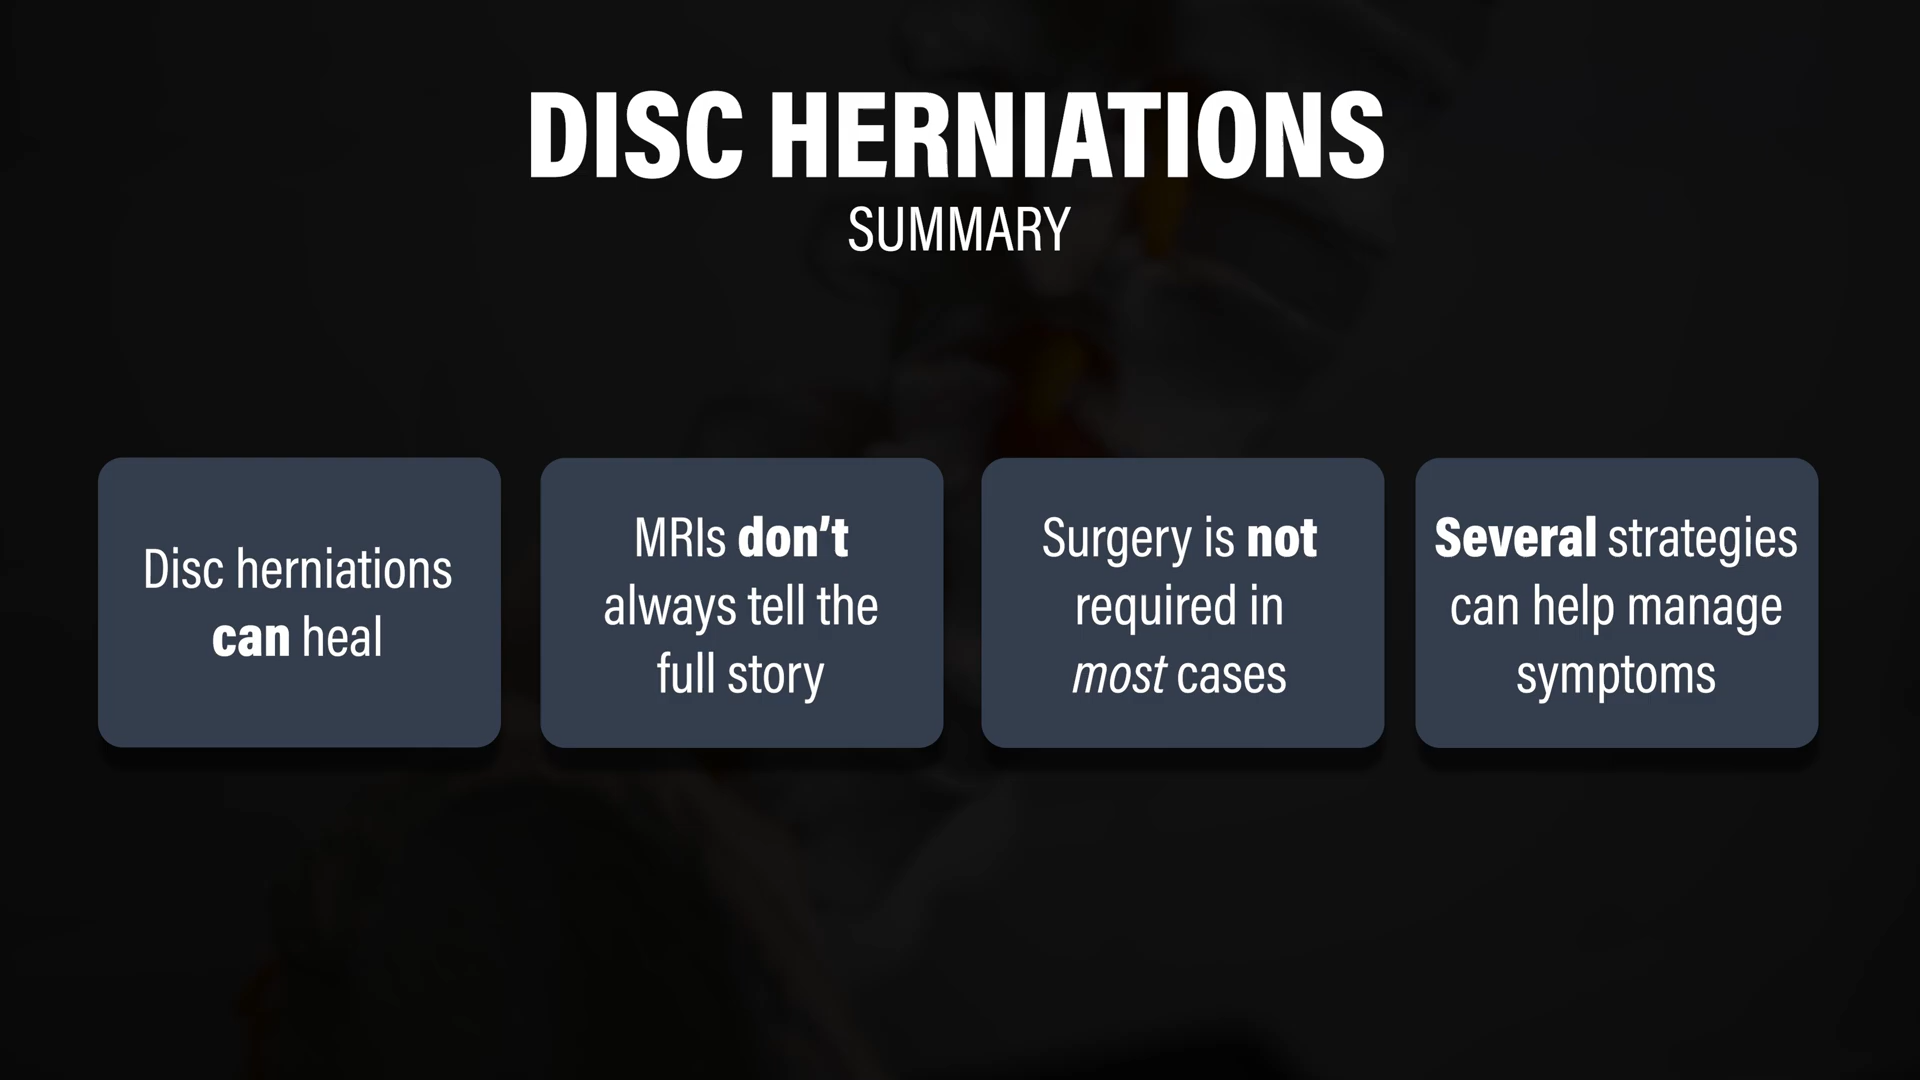 DISC HERNIATIONS
SUMMARY
Disc herniations
can heal
MRIs don’t
always tell the
full story
Surgery is not
required in
most cases
Several strategies
can help manage
symptoms